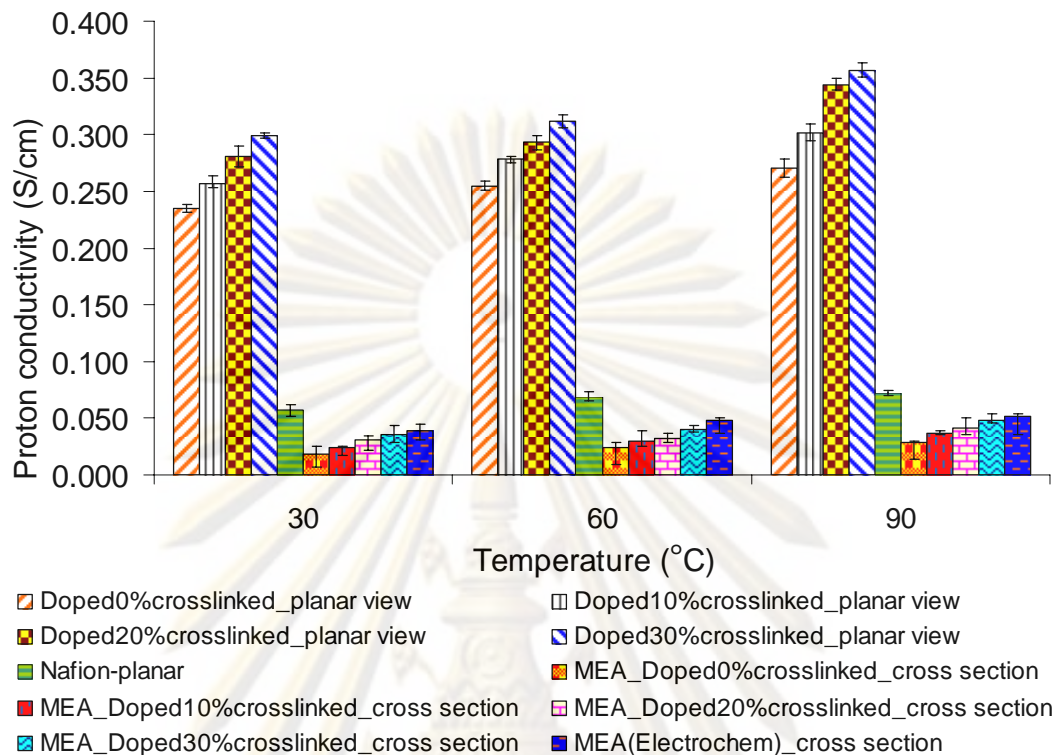 0.400
0.350
0.300
0.250
0.200
0.150
0.100
0.050
0.000
Proton conductivity (S/cm)
30 60 90
Temperature (°C)
Doped0%crosslinked_planar view Doped10%crosslinked_planar view
Doped20%crosslinked_planar view Doped30%crosslinked_planar view
Nafion-planar MEA_Doped0%crosslinked_cross section
MEA_Doped10%crosslinked_cross section MEA_Doped20%crosslinked_cross section
MEA_Doped30%crosslinked_cross section MEA(Electrochem)_cross section